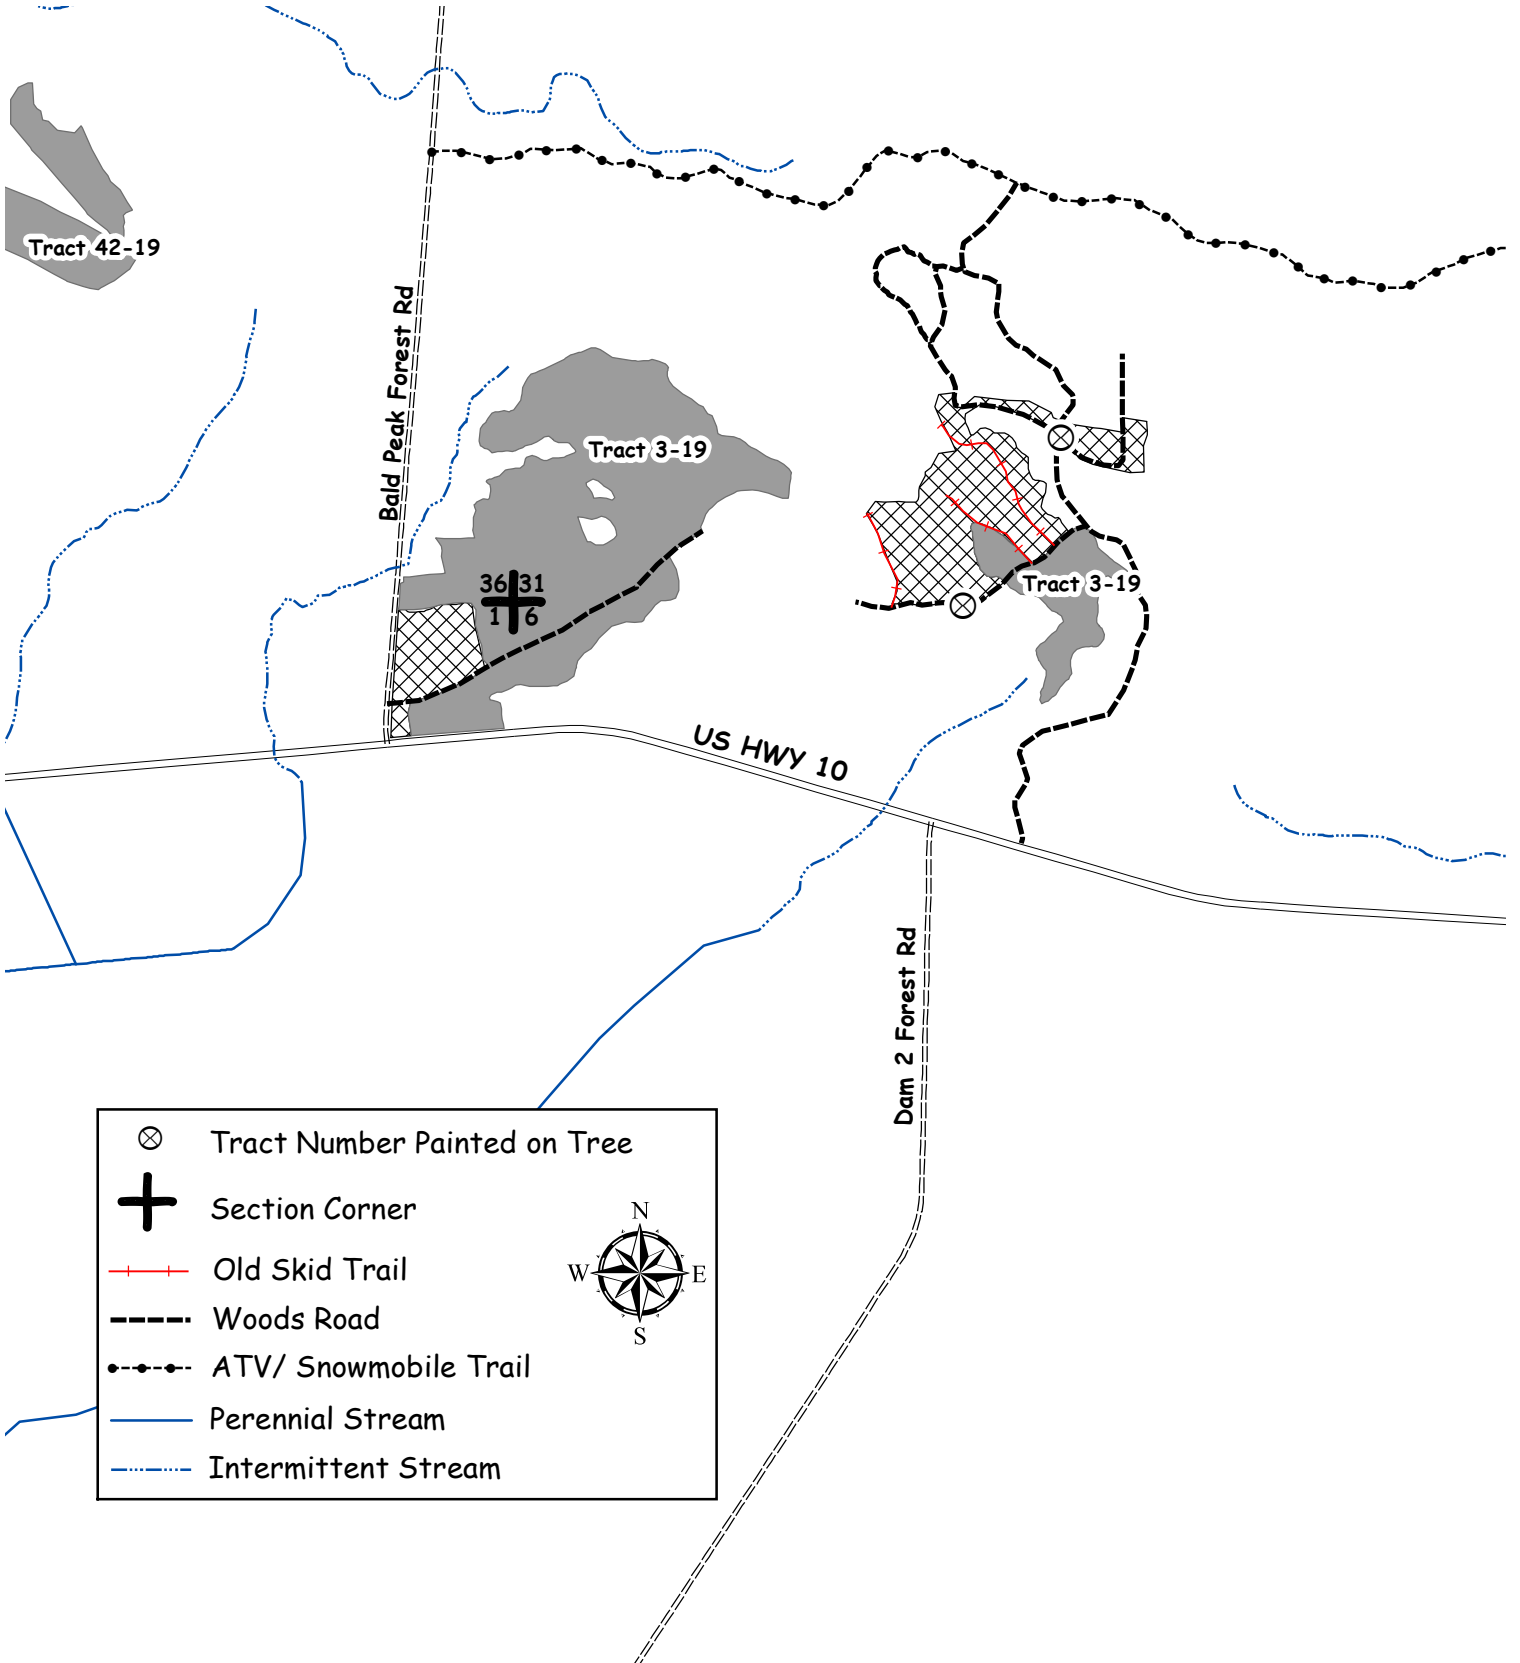 Tract 42-19
Bald Peak Forest Rd
Tract 3-19
36 31
1 6
Tract 3-19
US HWY 10
Dam 2 Forest Rd
Tract Number Painted on Tree
Section Corner
Old Skid Trail
Woods Road
ATV/ Snowmobile Trail
Perennial Stream
Intermittent Stream
N
W E
S